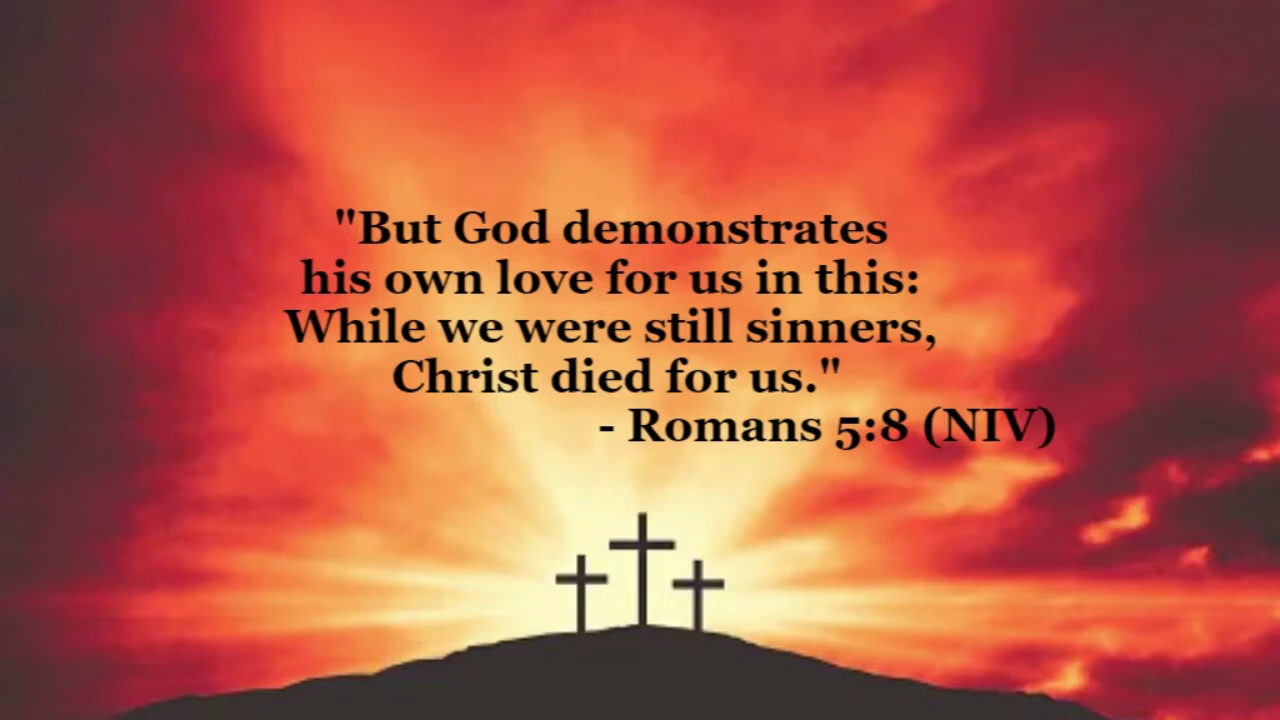 "But God demonstrates
his own love for us in this:
While we were still sinners,
Christ died for us."
- Romans 5:8 (NIV)